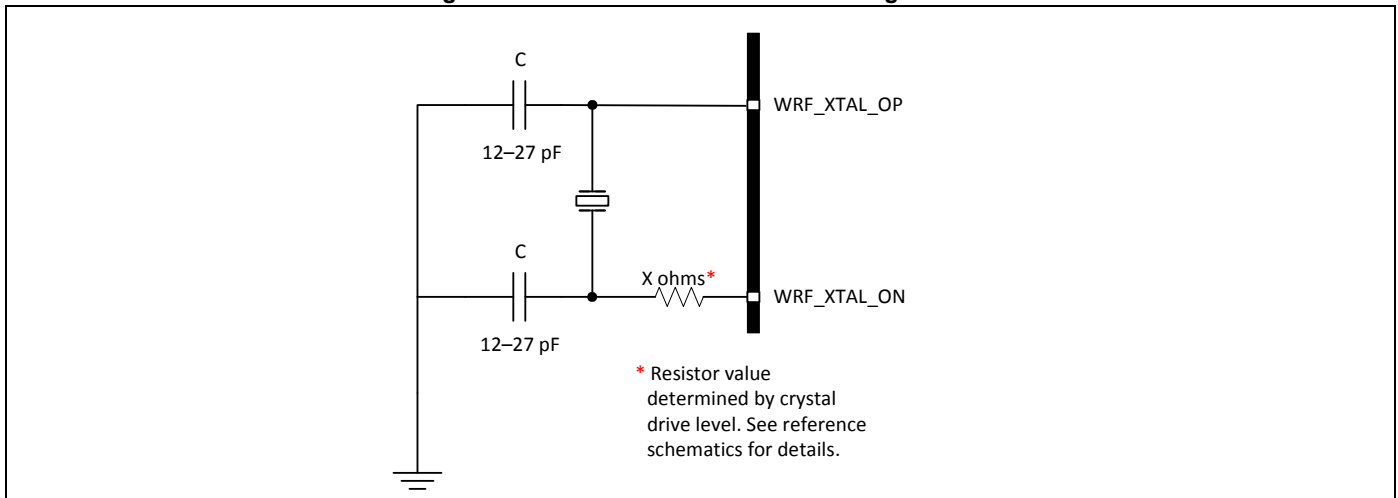 C
WRF_XTAL_OP
12–27 pF
C
X ohms*
WRF_XTAL_ON
12–27 pF
* Resistor value
determined by crystal
drive level. See reference
schematics for details.